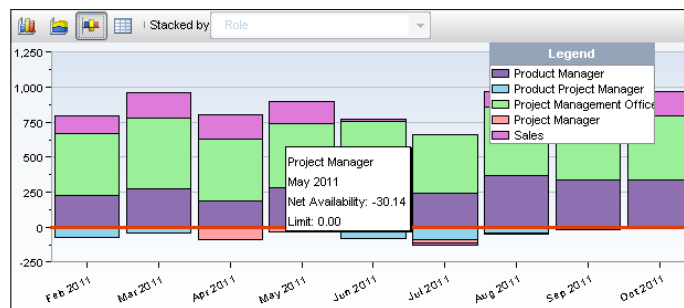 Stacked by Role
1,250
1,000
750
500
250
0
-250
Legend
Product Manager
Product Project Manager
Project Management Office
Project Manager
Sales
Project Manager
May 2011
Net Availability: -30.14
Limit: 0.00
Feb 2011
Mar 2011
Apr 2011
May 2011
Jun 2011
Jul 2011
Aug 2011
Sep 2011
Oct 2011